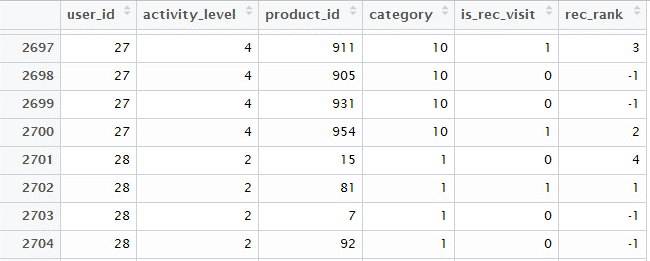 user_id activity_level product_id category is_rec_visit rec_rank
2697 27 4 911 10 1 3
2698 27 4 905 10 0 -1
2699 27 4 931 10 0 -1
2700 27 4 954 10 1 2
2701 28 2 15 1 0 4
2702 28 2 81 1 1 1
2703 28 2 7 1 0 -1
2704 28 2 92 1 0 -1